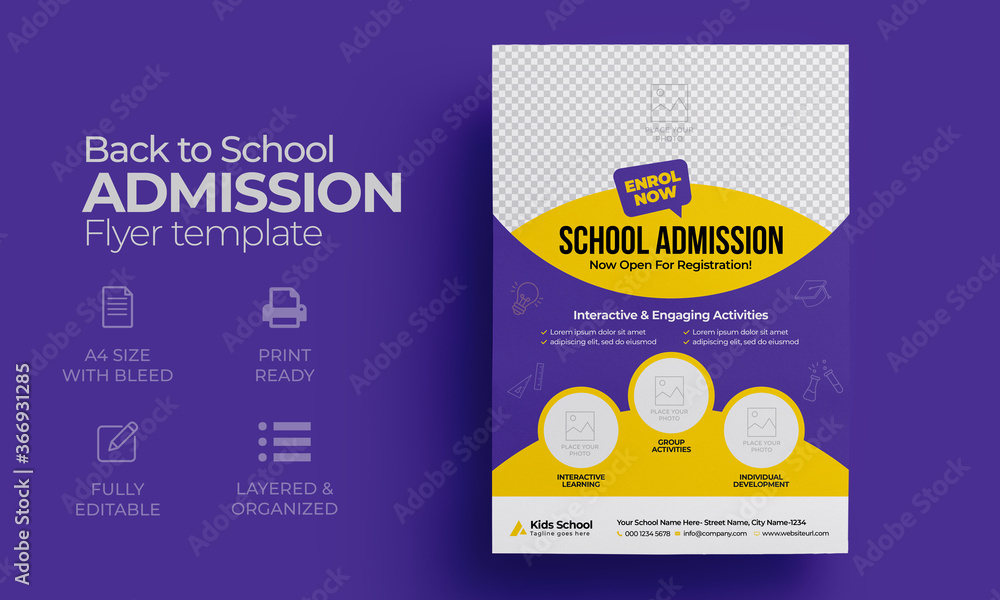 Back to School
ADMISSION
Flyer template
A4 SIZE
WITH BLEED
PRINT
READY
FULLY
EDITABLE
LAYERED &
ORGANIZED
PLACE YOUR
PHOTO
ENROL
NOW
SCHOOL ADMISSION
Now Open For Registration!
Interactive & Engaging Activities
Lorem ipsum dolor sit amet
adipiscing elit, sed do eiusmod
Lorem ipsum dolor sit amet
adipiscing elit, sed do eiusmod
PLACE YOUR
PHOTO
INTERACTIVE
LEARNING
PLACE YOUR
PHOTO
GROUP
ACTIVITIES
PLACE YOUR
PHOTO
INDIVIDUAL
DEVELOPMENT
Kids School
Tagline goes here
Your School Name Here- Street Name, City Name-1234
000 1234 5678 info@company.com www.websiteurl.com
Adobe Stock | #366931285
Adobe Stock